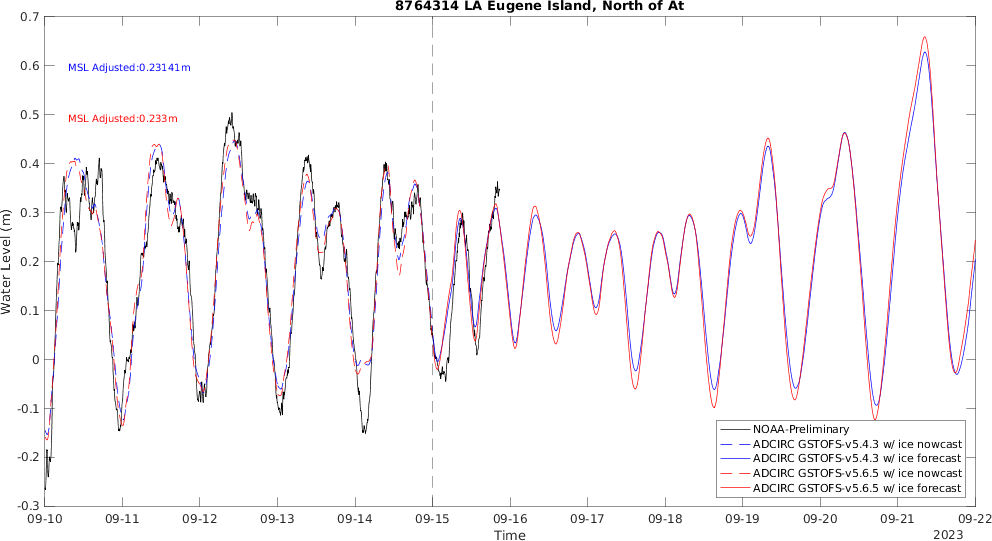 8764314 LA Eugene Island, North of At
0.7
0.6
0.5
0.4
0.3
0.2
0.1
0
-0.1
-0.2
-0.3
Water Level (m)
MSL Adjusted:0.23141m
MSL Adjusted:0.233m
NOAA-Preliminary
ADCIRC GSTOFS-v5.4.3 w/ ice nowcast
ADCIRC GSTOFS-v5.4.3 w/ ice forecast
ADCIRC GSTOFS-v5.6.5 w/ ice nowcast
ADCIRC GSTOFS-v5.6.5 w/ ice forecast
09-10 09-11 09-12 09-13 09-14 09-15 09-16 09-17 09-18 09-19 09-20 09-21 09-22
Time
2023